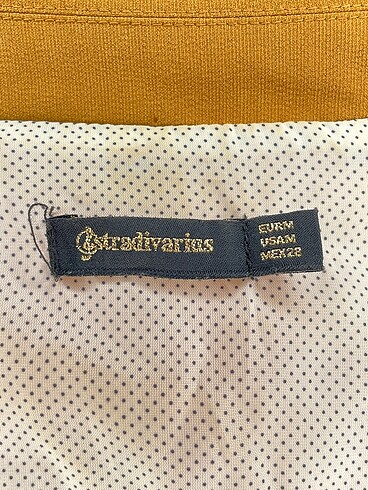 Stradivarius
EUR M
USA M
MEX 28